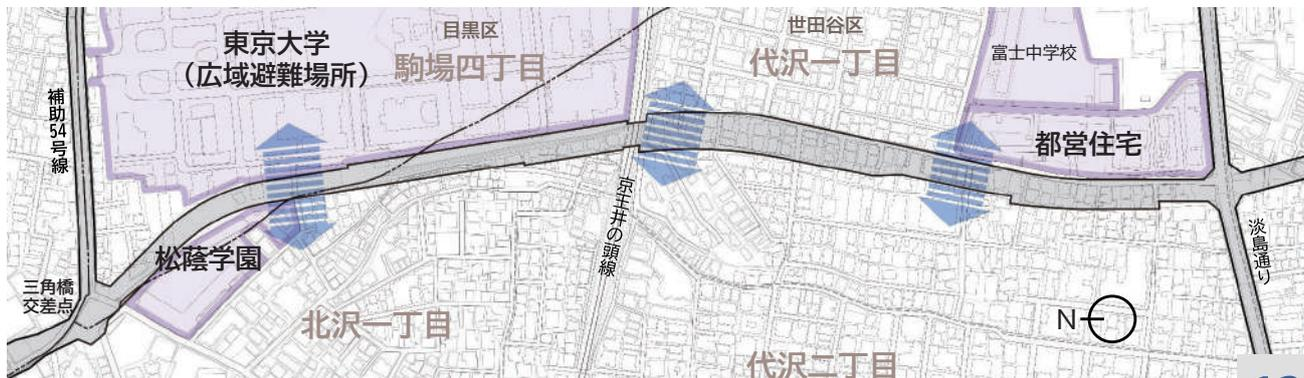 東京大学
（広域避難場所）
目黒区
駒場四丁目
世田谷区
代沢一丁目
富士中学校
補助54号線
都営住宅
京王井の頭線
淡島通り
松蔭学園
三角橋
交差点
北沢一丁目
N
代沢二丁目